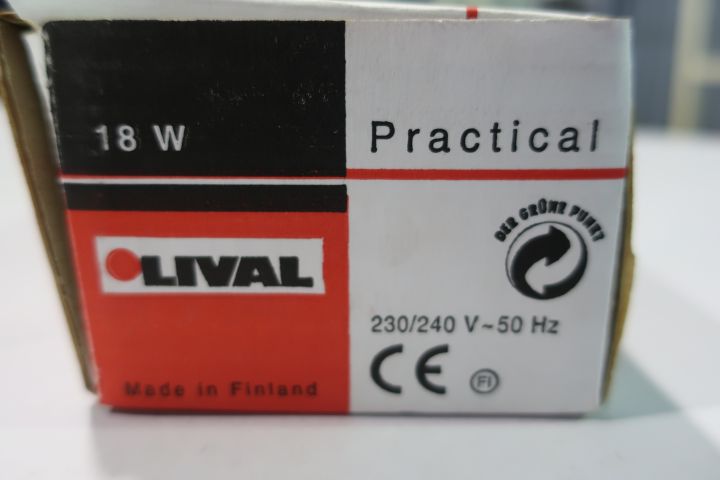 18 W
Practical
LIVAL
DER GRÜNE PUNKT
230/240 V~50 Hz
CE FI
Made in Finland